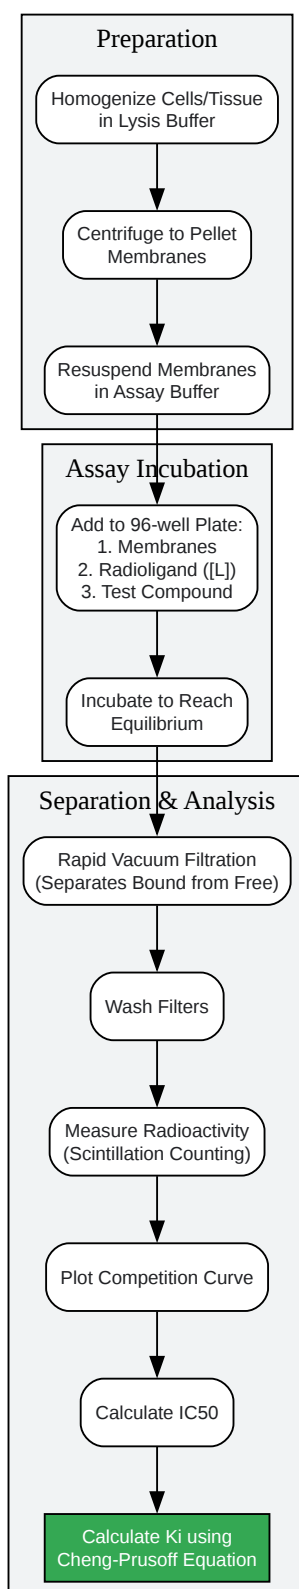 Preparation
Homogenize Cells/Tissue
in Lysis Buffer
Centrifuge to Pellet
Membranes
Resuspend Membranes
in Assay Buffer
Assay Incubation
Add to 96-well Plate:
1. Membranes
2. Radioligand ([L])
3. Test Compound
Incubate to Reach
Equilibrium
Separation & Analysis
Rapid Vacuum Filtration
(Separates Bound from Free)
Wash Filters
Measure Radioactivity
(Scintillation Counting)
Plot Competition Curve
Calculate IC50
Calculate Ki using
Cheng-Prusoff Equation